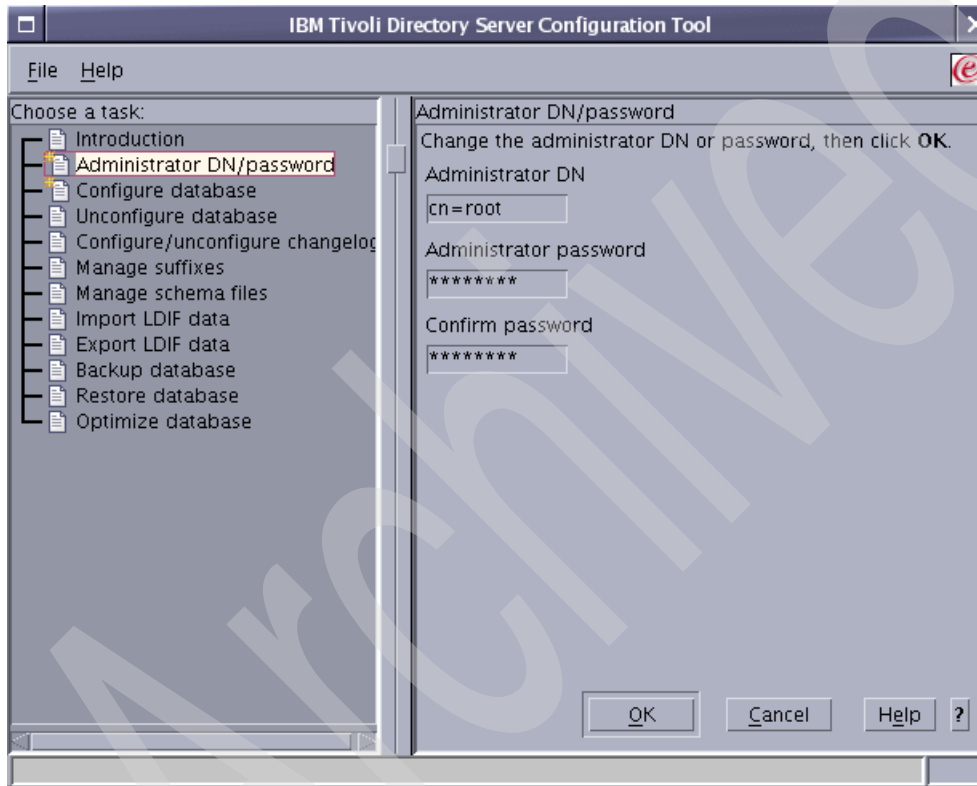 IBM Tivoli Directory Server Configuration Tool
File Help
Choose a task:
Introduction
Administrator DN/password
Configure database
Unconfigure database
Configure/unconfigure changelog
Manage suffixes
Manage schema files
Import LDIF data
Export LDIF data
Backup database
Restore database
Optimize database
Administrator DN/password
Change the administrator DN or password, then click OK.
Administrator DN
cn=root
Administrator password
********
Confirm password
********
OK Cancel Help ?
Archived